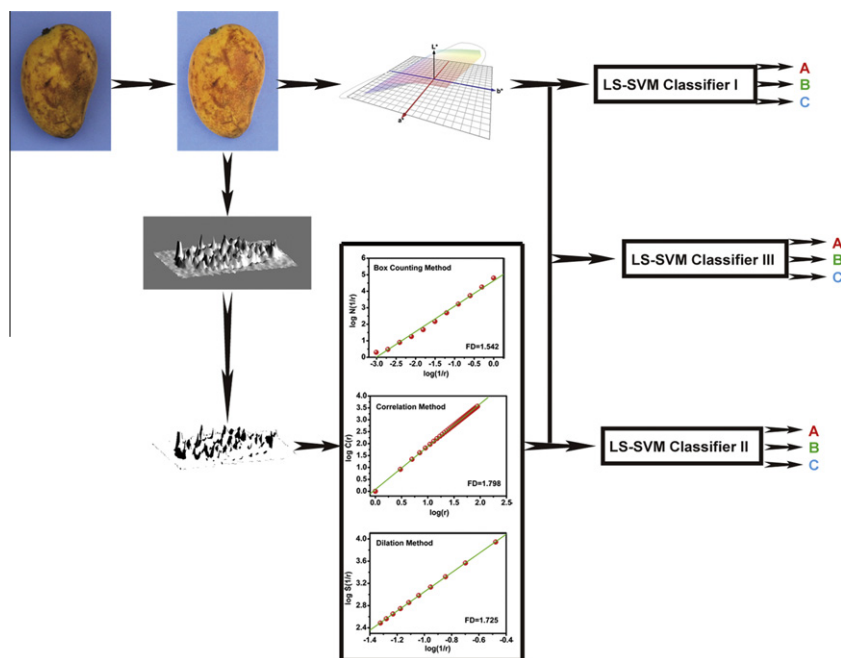 L*
b*
a*
LS-SVM Classifier I
A
B
C
LS-SVM Classifier III
A
B
C
LS-SVM Classifier II
A
B
C
Box Counting Method
log N(1/r)
6
5
4
3
2
1
0
FD=1.542
-3.0 -2.5 -2.0 -1.5 -1.0 -0.5 0.0
log(1/r)
Correlation Method
log C(r)
4.0
3.5
3.0
2.5
2.0
1.5
1.0
0.5
0.0
FD=1.798
0.0 0.5 1.0 1.5 2.0 2.5
log(r)
Dilation Method
log S(1/r)
4.0
3.6
3.2
2.8
2.4
FD=1.725
-1.4 -1.2 -1.0 -0.8 -0.6 -0.4
log(1/r)